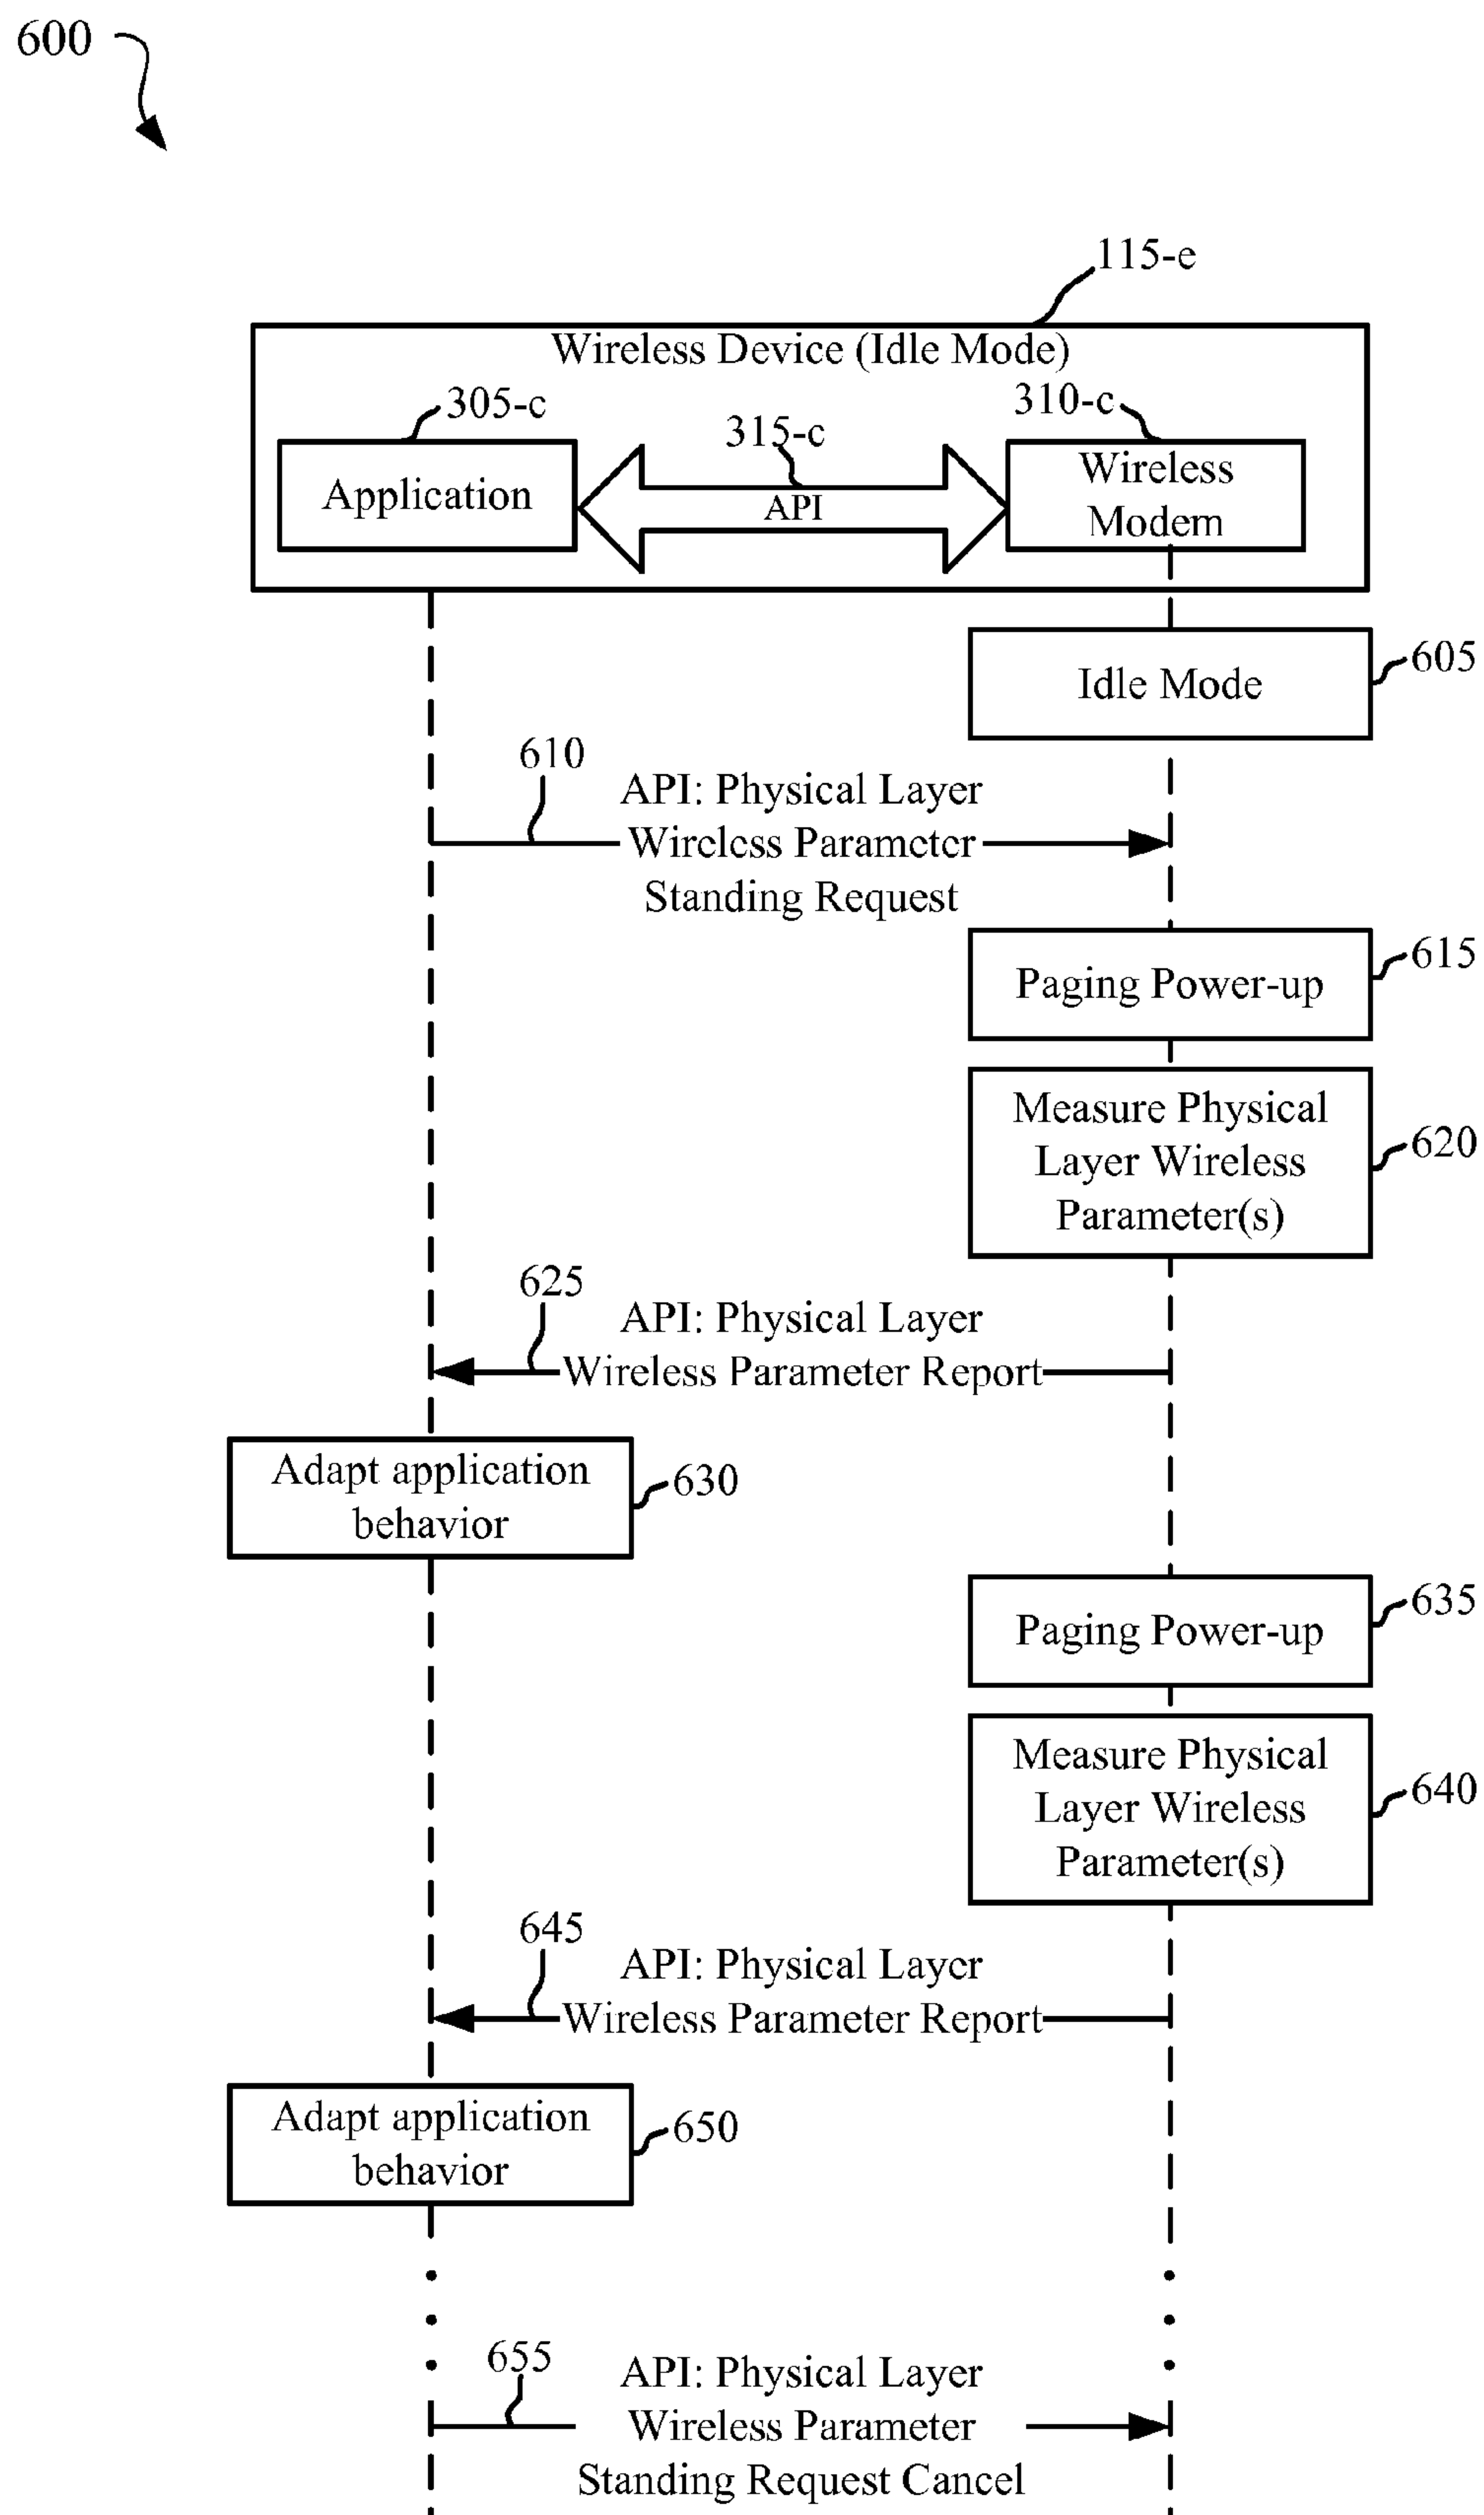 600
115-e
Wireless Device (Idle Mode)
305-c
315-c
310-c
Application
API
Wireless
Modem
Idle Mode
605
610
API: Physical Layer
Wireless Parameter
Standing Request
Paging Power-up
615
Measure Physical
Layer Wireless
Parameter(s)
620
625
API: Physical Layer
Wireless Parameter Report
Adapt application
behavior
630
Paging Power-up
635
Measure Physical
Layer Wireless
Parameter(s)
640
645
API: Physical Layer
Wireless Parameter Report
Adapt application
behavior
650
655
API: Physical Layer
Wireless Parameter
Standing Request Cancel